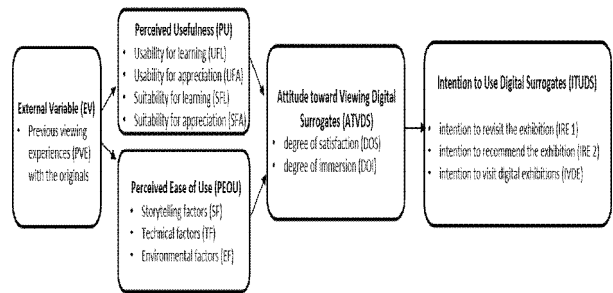 External Variable (EV)
• Previous viewing
experiences (PVE)
with the originals
Perceived Usefulness (PU)
• Usability for learning (UFL)
• Usability for appreciation (UFA)
• Suitability for learning (SFL)
• Suitability for appreciation (SFA)
Perceived Ease of Use (PEOU)
• Storytelling factors (SF)
• Technical factors (TF)
• Environmental factors (EF)
Attitude toward Viewing Digital
Surrogates (ATVDS)
• degree of satisfaction (DOS)
• degree of immersion (DOI)
Intention to Use Digital Surrogates (ITUDS)
• intention to revisit the exhibition (IRE 1)
• intention to recommend the exhibition (IRE 2)
• intention to visit digital exhibitions (IVDE)